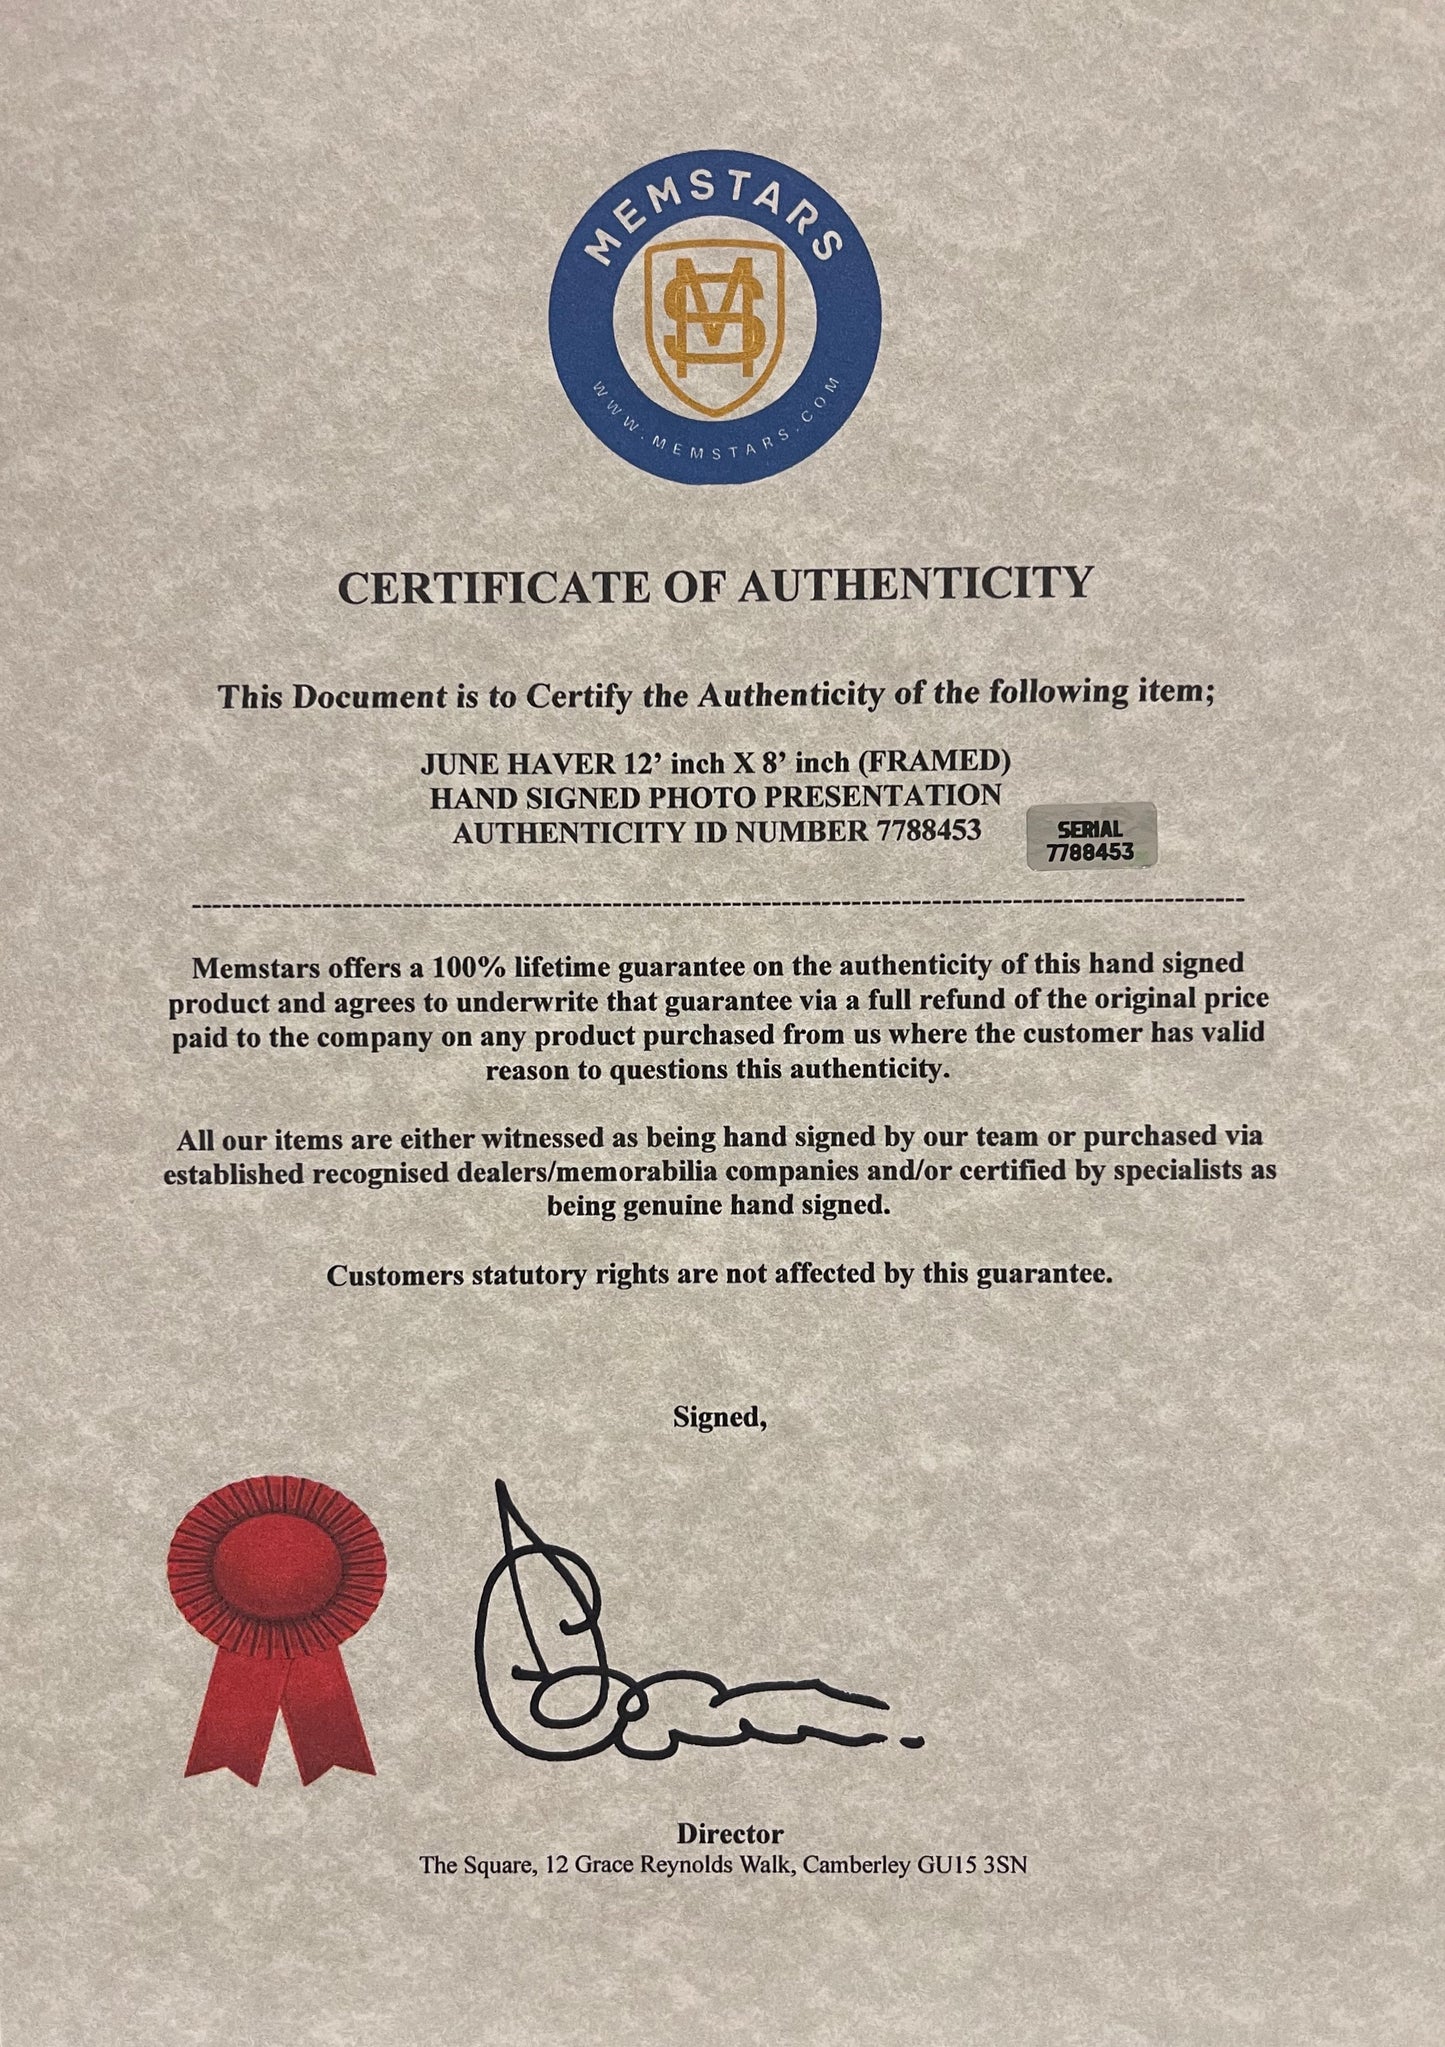 MEMSTARS
WWW.MEMSTARS.COM
CERTIFICATE OF AUTHENTICITY
This Document is to Certify the Authenticity of the following item;
JUNE HAVER 12’ inch X 8’ inch (FRAMED)
HAND SIGNED PHOTO PRESENTATION
AUTHENTICITY ID NUMBER 7788453
SERIAL
7788453
Memstars offers a 100% lifetime guarantee on the authenticity of this hand signed
product and agrees to underwrite that guarantee via a full refund of the original price
paid to the company on any product purchased from us where the customer has valid
reason to questions this authenticity.
All our items are either witnessed as being hand signed by our team or purchased via
established recognised dealers/memorabilia companies and/or certified by specialists as
being genuine hand signed.
Customers statutory rights are not affected by this guarantee.
Signed,
Director
The Square, 12 Grace Reynolds Walk, Camberley GU15 3SN